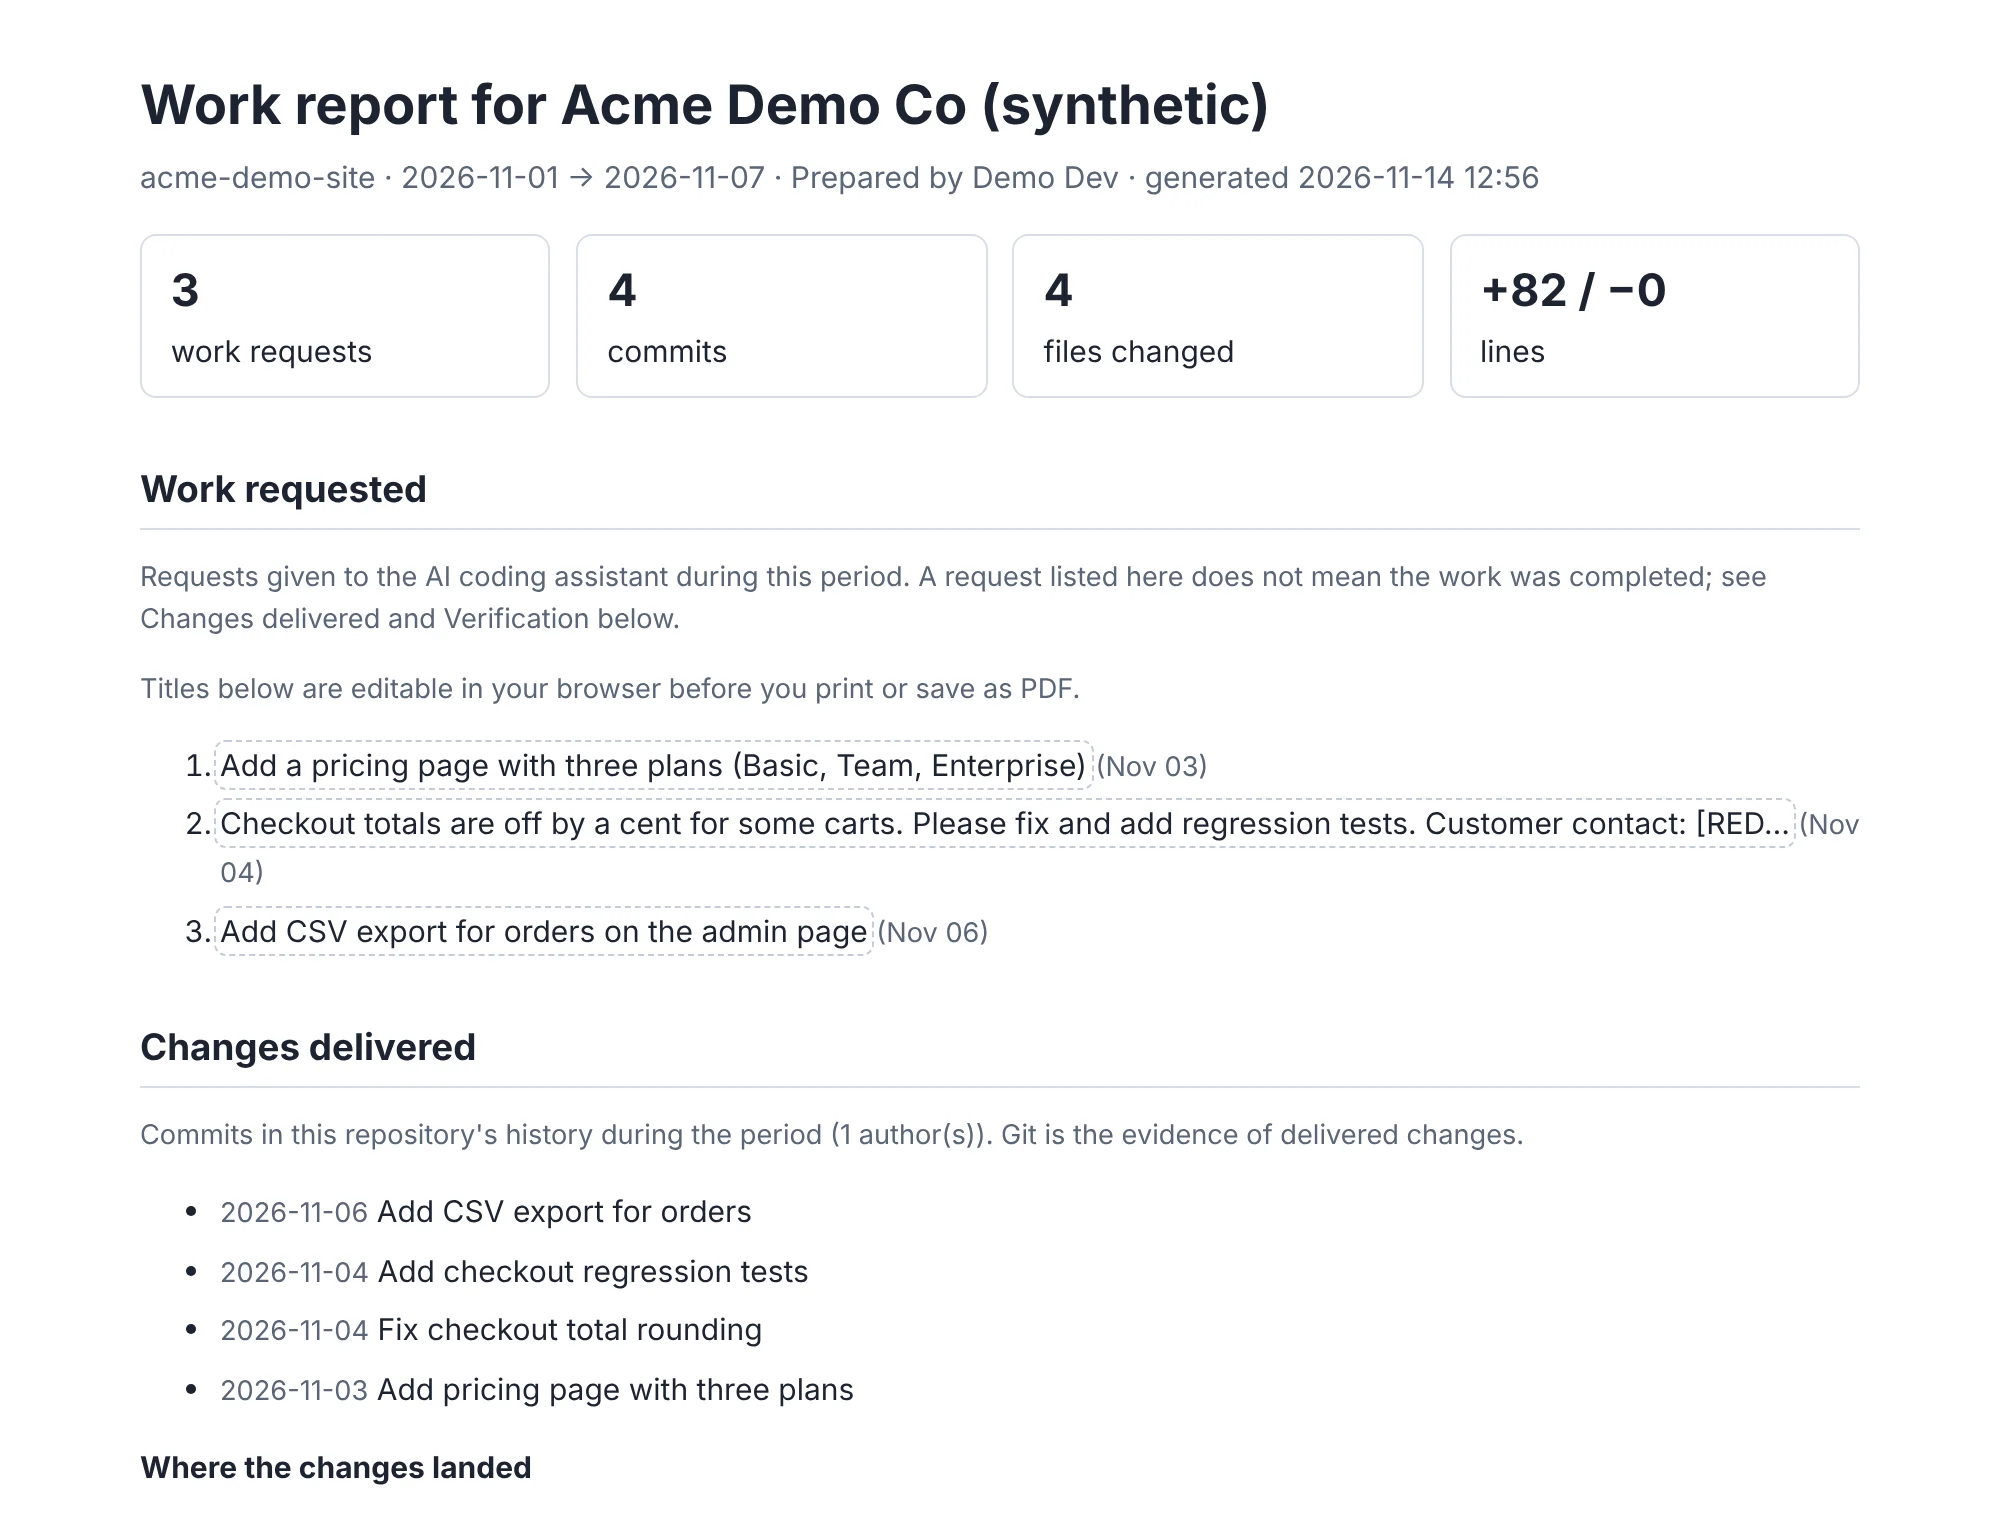 Work report for Acme Demo Co (synthetic)
acme-demo-site · 2026-11-01 → 2026-11-07 · Prepared by Demo Dev · generated 2026-11-14 12:56
3
work requests
4
commits
4
files changed
+82 / −0
lines
Work requested
Requests given to the AI coding assistant during this period. A request listed here does not mean the work was completed; see
Changes delivered and Verification below.
Titles below are editable in your browser before you print or save as PDF.
1. Add a pricing page with three plans (Basic, Team, Enterprise) (Nov 03)
2. Checkout totals are off by a cent for some carts. Please fix and add regression tests. Customer contact: [RED… (Nov
04)
3. Add CSV export for orders on the admin page (Nov 06)
Changes delivered
Commits in this repository's history during the period (1 author(s)). Git is the evidence of delivered changes.
• 2026-11-06 Add CSV export for orders
• 2026-11-04 Add checkout regression tests
• 2026-11-04 Fix checkout total rounding
• 2026-11-03 Add pricing page with three plans
Where the changes landed